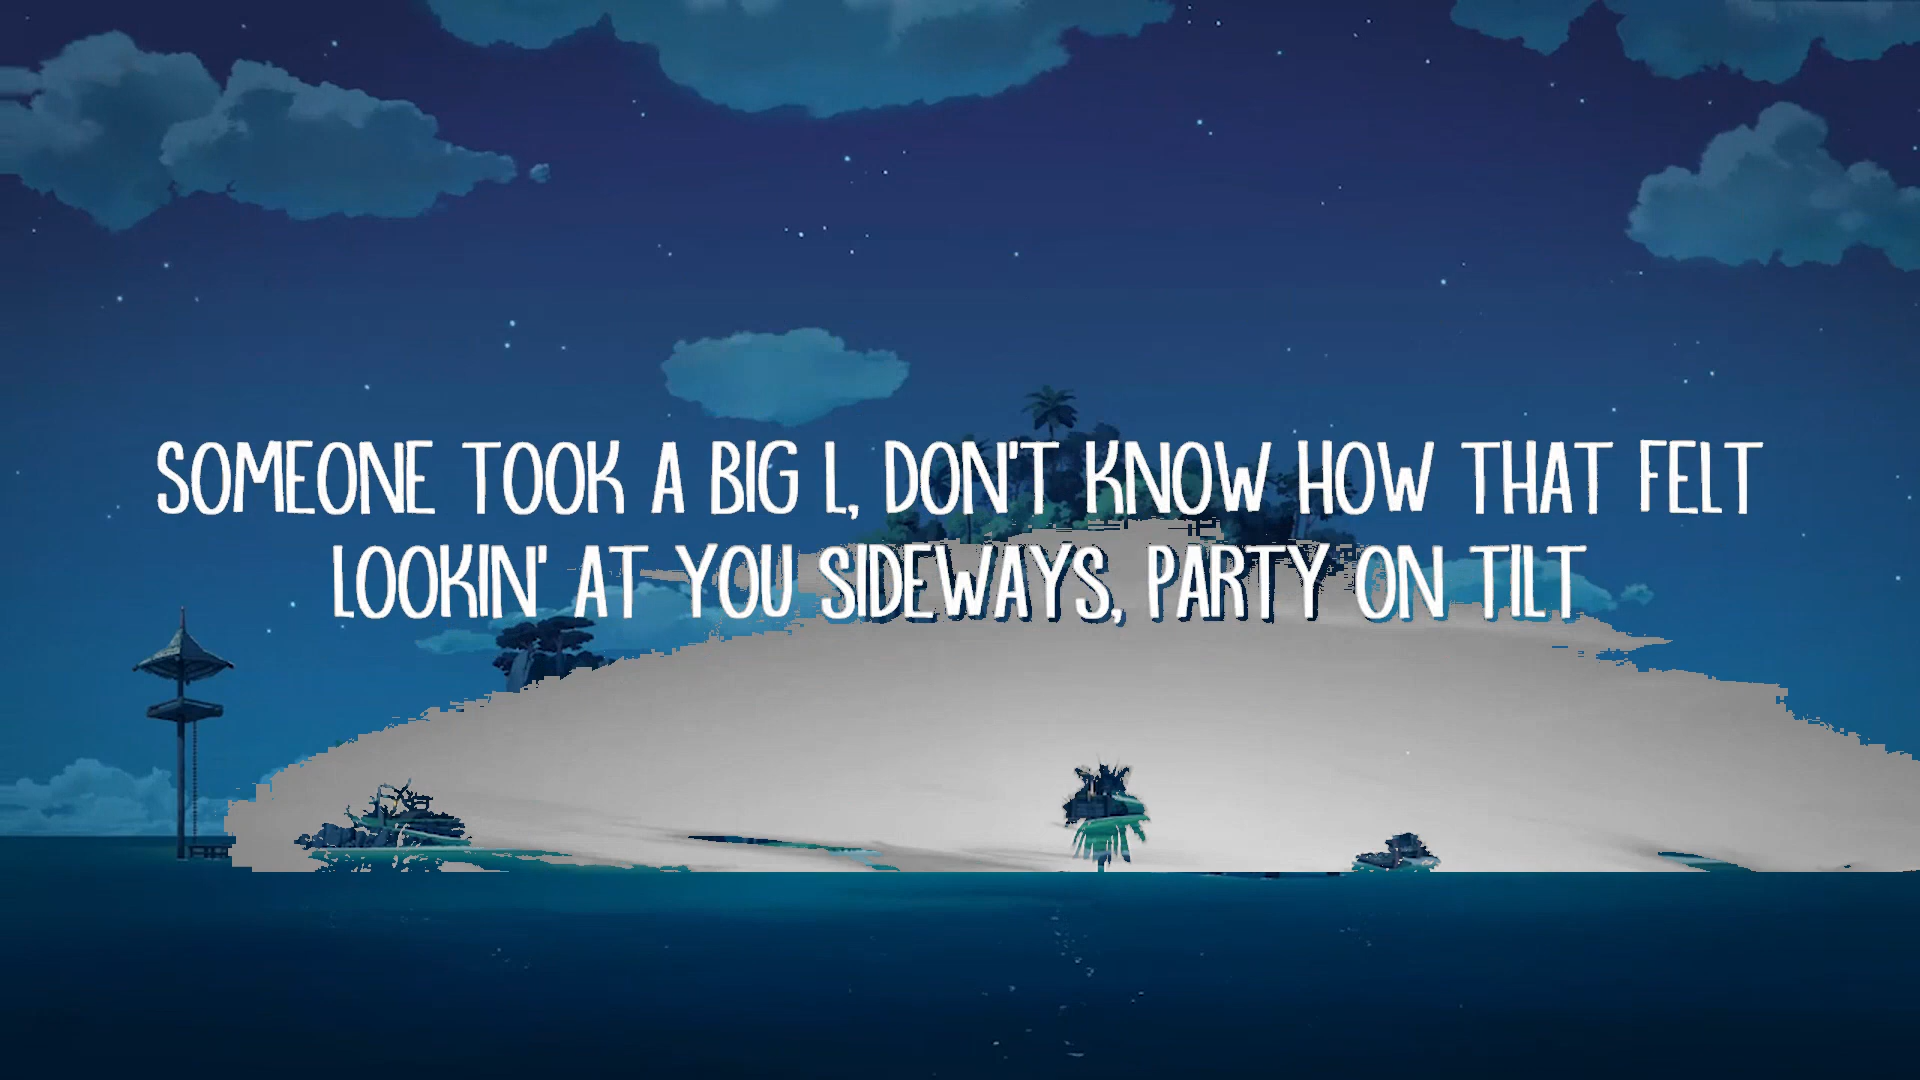 SOMEONE TOOK A BIG L, DON'T KNOW HOW THAT FELT
LOOKIN' AT YOU SIDEWAYS, PARTY ON TILT